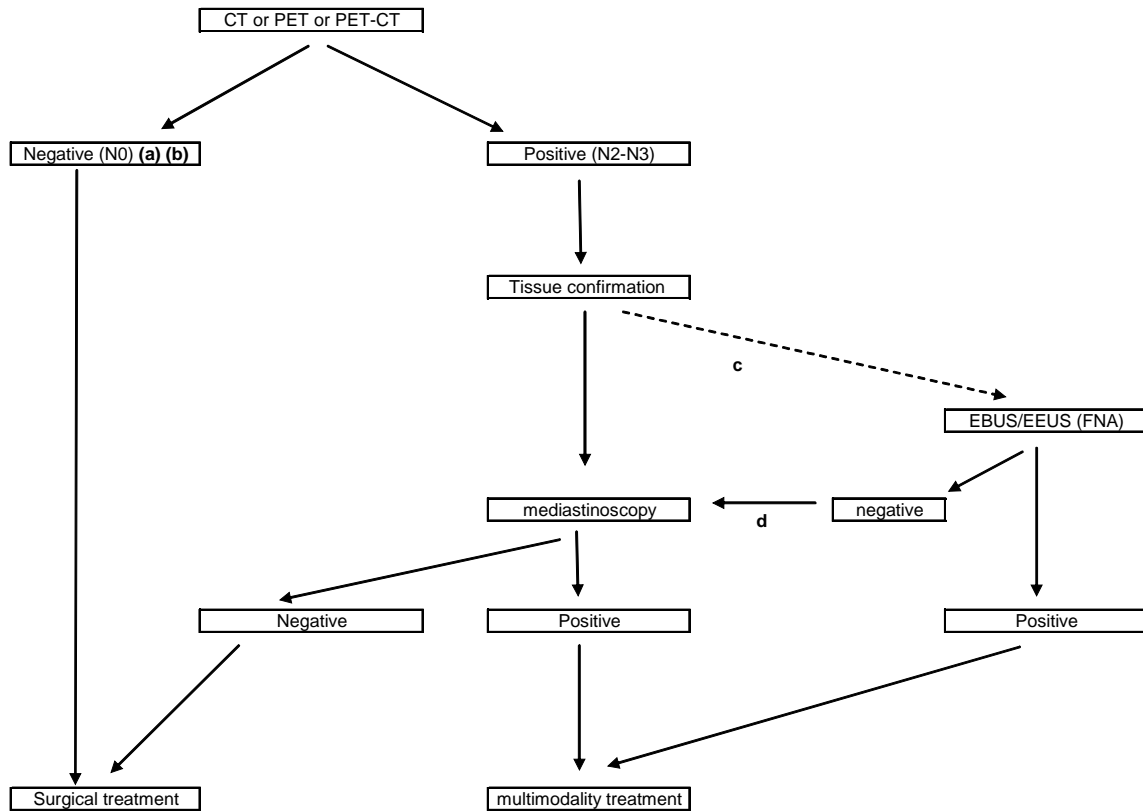 CT or PET or PET-CT
Negative (N0) (a) (b)
Positive (N2-N3)
Tissue confirmation
c
EBUS/EEUS (FNA)
mediastinoscopy
d
negative
Negative
Positive
Positive
Surgical treatment
multimodality treatment